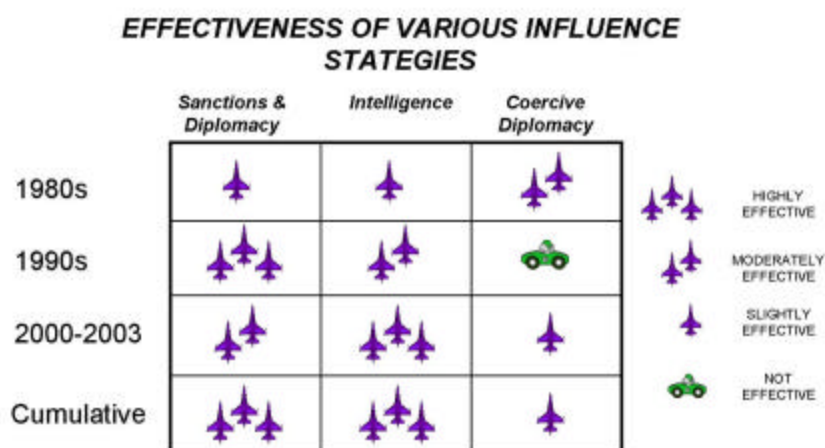 EFFECTIVENESS OF VARIOUS INFLUENCE
STATEGIES
Sanctions &
Diplomacy
Intelligence
Coercive
Diplomacy
1980s
1990s
2000-2003
Cumulative
HIGHLY
EFFECTIVE
MODERATELY
EFFECTIVE
SLIGHTLY
EFFECTIVE
NOT
EFFECTIVE